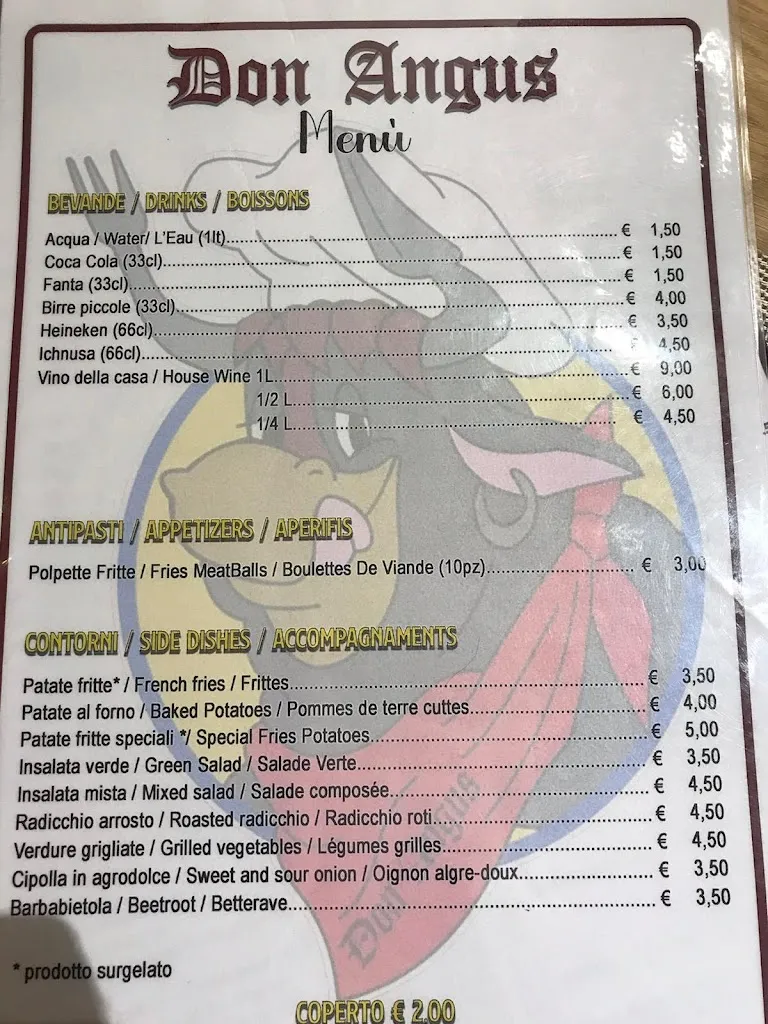 Don Angus
Menù
BEVANDE / DRINKS / BOISSONS
Acqua / Water/ L'Eau (1lt)........ € 1,50
Coca Cola (33cl)........ € 1,50
Fanta (33cl)........ € 1,50
Birre piccole (33cl)........ € 4,00
Heineken (66cl)........ € 3,50
Ichnusa (66cl)........ € 4,50
Vino della casa / House Wine 1L........ € 9,00
1/2 L........ € 6,00
1/4 L........ € 4,50
ANTIPASTI / APPETIZERS / APERIFIS
Polpette Fritte / Fries MeatBalls / Boulettes De Viande (10pz)........ € 3,00
CONTORNI / SIDE DISHES / ACCOMPAGNAMENTS
Patate fritte* / French fries / Frittes........ € 3,50
Patate al forno / Baked Potatoes / Pommes de terre cuttes........ € 4,00
Patate fritte speciali */ Special Fries Potatoes........ € 5,00
Insalata verde / Green Salad / Salade Verte........ € 3,50
Insalata mista / Mixed salad / Salade composée........ € 4,50
Radicchio arrosto / Roasted radicchio / Radicchio roti........ € 4,50
Verdure grigliate / Grilled vegetables / Légumes grilles........ € 4,50
Cipolla in agrodolce / Sweet and sour onion / Oignon algre-doux........ € 3,50
Barbabietola / Beetroot / Betterave........ € 3,50
Don Angus
* prodotto surgelato
COPERTO € 2,00